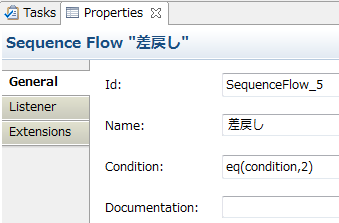 Tasks Properties
Sequence Flow "差戻し"
General
Id: SequenceFlow_5
Listener
Name: 差戻し
Extensions
Condition: eq(condition,2)
Documentation: